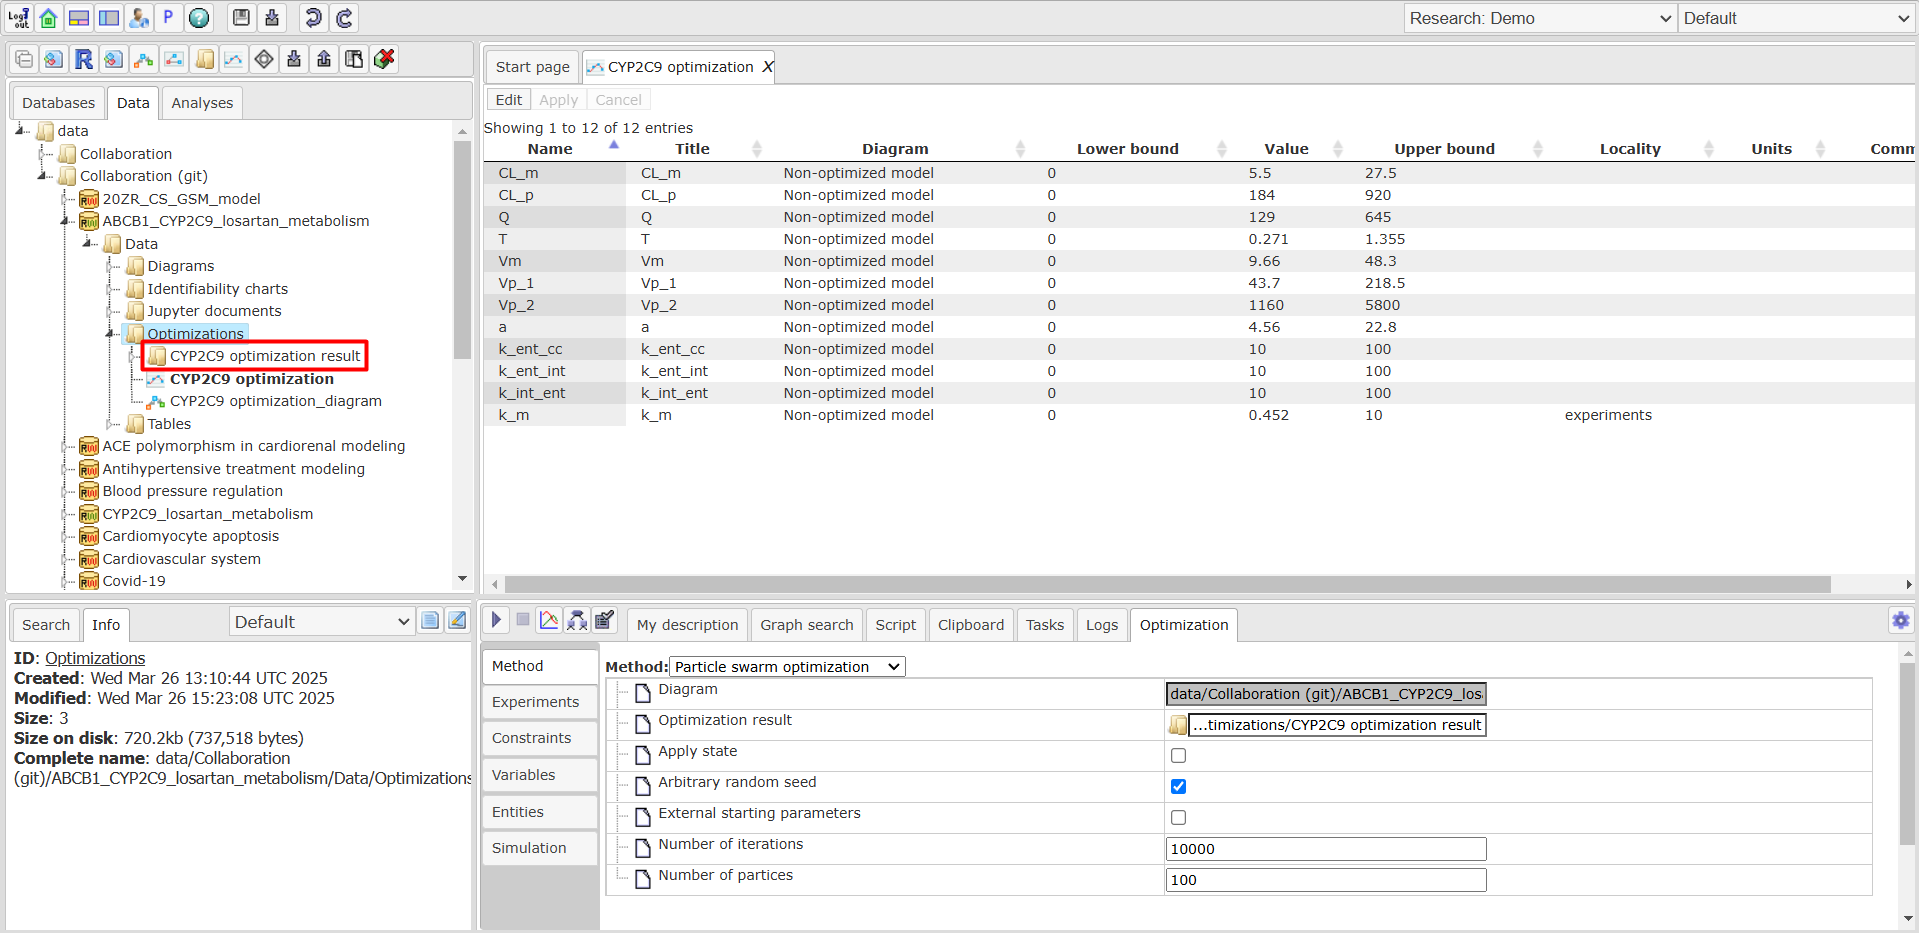 Log out
P
?
Research: Demo
Default
R
Databases
Data
Analyses
data
Collaboration
Collaboration (git)
20ZR_CS_GSM_model
ABCB1_CYP2C9_losartan_metabolism
Data
Diagrams
Identifiability charts
Jupyter documents
Optimizations
CYP2C9 optimization result
CYP2C9 optimization
CYP2C9 optimization_diagram
Tables
ACE polymorphism in cardiorenal modeling
Antihypertensive treatment modeling
Blood pressure regulation
CYP2C9_losartan_metabolism
Cardiomyocyte apoptosis
Cardiovascular system
Covid-19
Start page
CYP2C9 optimization X
Edit Apply Cancel
Showing 1 to 12 of 12 entries
Name Title Diagram Lower bound Value Upper bound Locality Units Comm
CL_m CL_m Non-optimized model 0 5.5 27.5
CL_p CL_p Non-optimized model 0 184 920
Q Q Non-optimized model 0 129 645
T T Non-optimized model 0 0.271 1.355
Vm Vm Non-optimized model 0 9.66 48.3
Vp_1 Vp_1 Non-optimized model 0 43.7 218.5
Vp_2 Vp_2 Non-optimized model 0 1160 5800
a a Non-optimized model 0 4.56 22.8
k_ent_cc k_ent_cc Non-optimized model 0 10 100
k_ent_int k_ent_int Non-optimized model 0 10 100
k_int_ent k_int_ent Non-optimized model 0 10 100
k_m k_m Non-optimized model 0 0.452 10 experiments
Search
Info
Default
ID: Optimizations
Created: Wed Mar 26 13:10:44 UTC 2025
Modified: Wed Mar 26 15:23:08 UTC 2025
Size: 3
Size on disk: 720.2kb (737,518 bytes)
Complete name: data/Collaboration
(git)/ABCB1_CYP2C9_losartan_metabolism/Data/Optimizations
My description
Graph search
Script
Clipboard
Tasks
Logs
Optimization
Method
Experiments
Constraints
Variables
Entities
Simulation
Method: Particle swarm optimization
Diagram data/Collaboration (git)/ABCB1_CYP2C9_los
Optimization result ...timizations/CYP2C9 optimization result
Apply state
Arbitrary random seed
External starting parameters
Number of iterations 10000
Number of partices 100